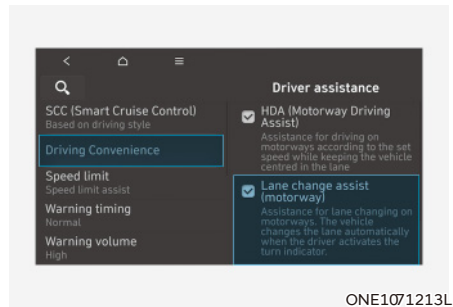 Driver assistance
SCC (Smart Cruise Control)
Based on driving style
Driving Convenience
Speed limit
Speed limit assist
Warning timing
Normal
Warning volume
High
HDA (Motorway Driving
Assist)
Assistance for driving on
motorways according to the set
speed while keeping the vehicle
centred in the lane
Lane change assist
(motorway)
Assistance for lane changing on
motorways. The vehicle
changes the lane automatically
when the driver activates the
turn indicator.
ONE1071213L